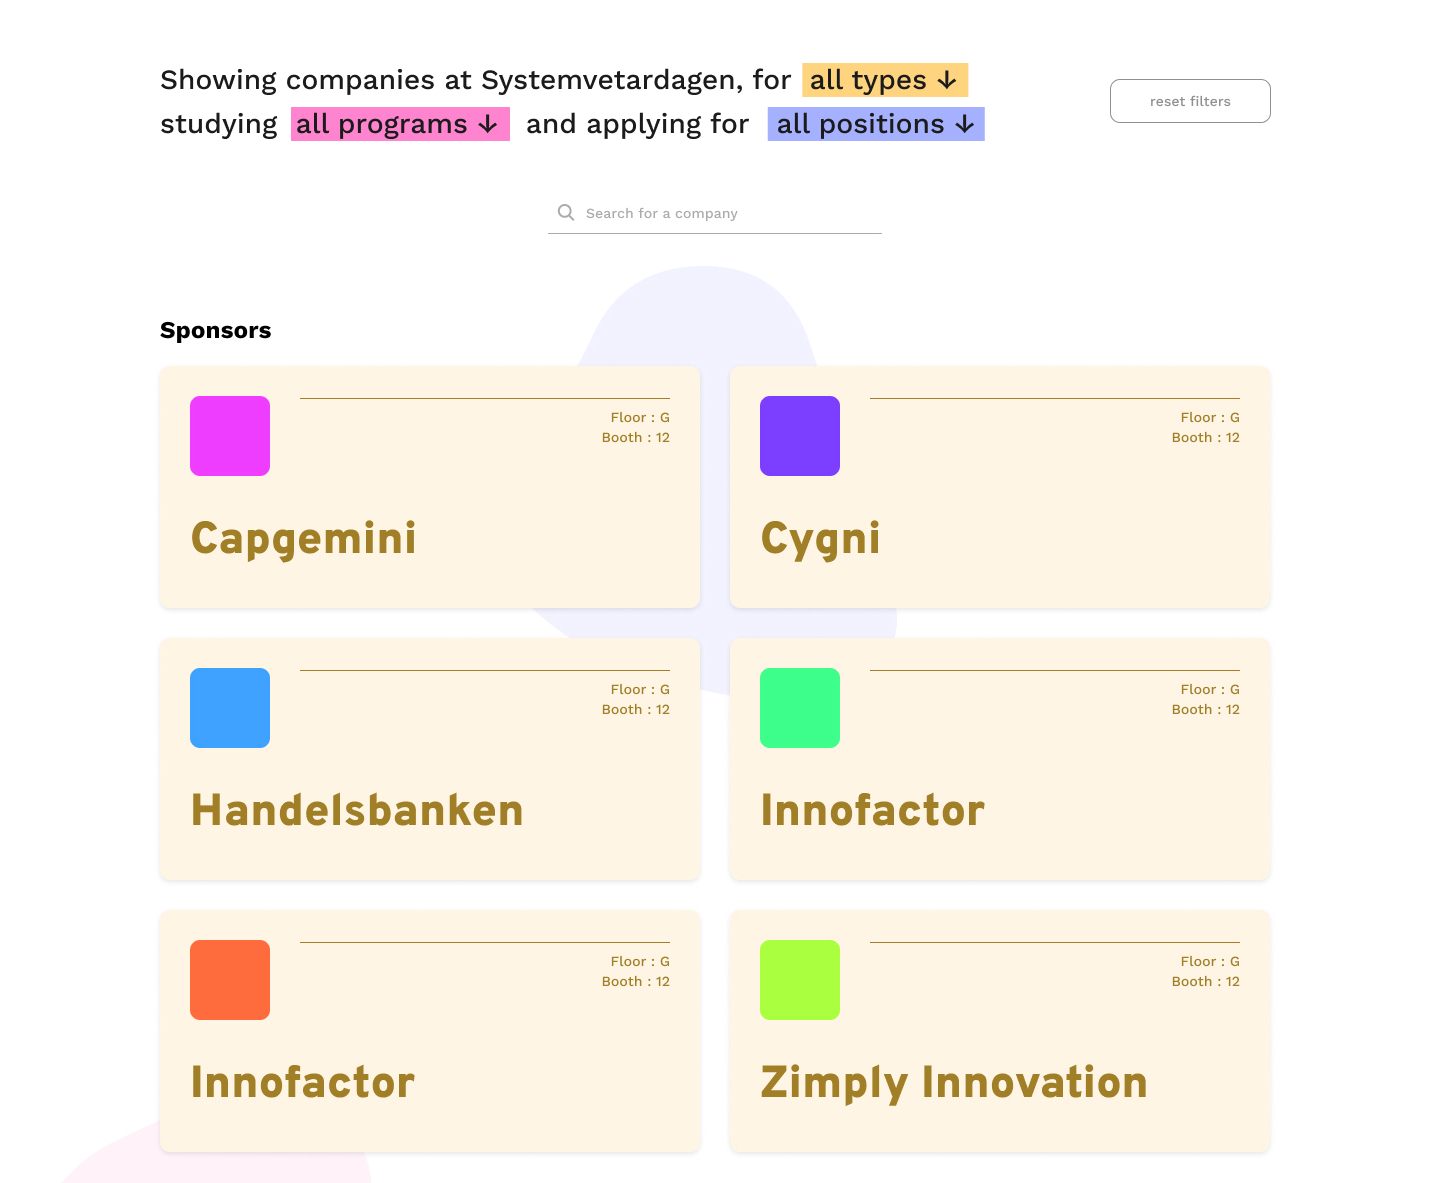 Showing companies at Systemvetardagen, for all types ↓
studying all programs ↓ and applying for all positions ↓
reset filters
Search for a company
Sponsors
Floor : G
Booth : 12
Capgemini
Floor : G
Booth : 12
Cygni
Floor : G
Booth : 12
Handelsbanken
Floor : G
Booth : 12
Innofactor
Floor : G
Booth : 12
Innofactor
Floor : G
Booth : 12
Zimply Innovation